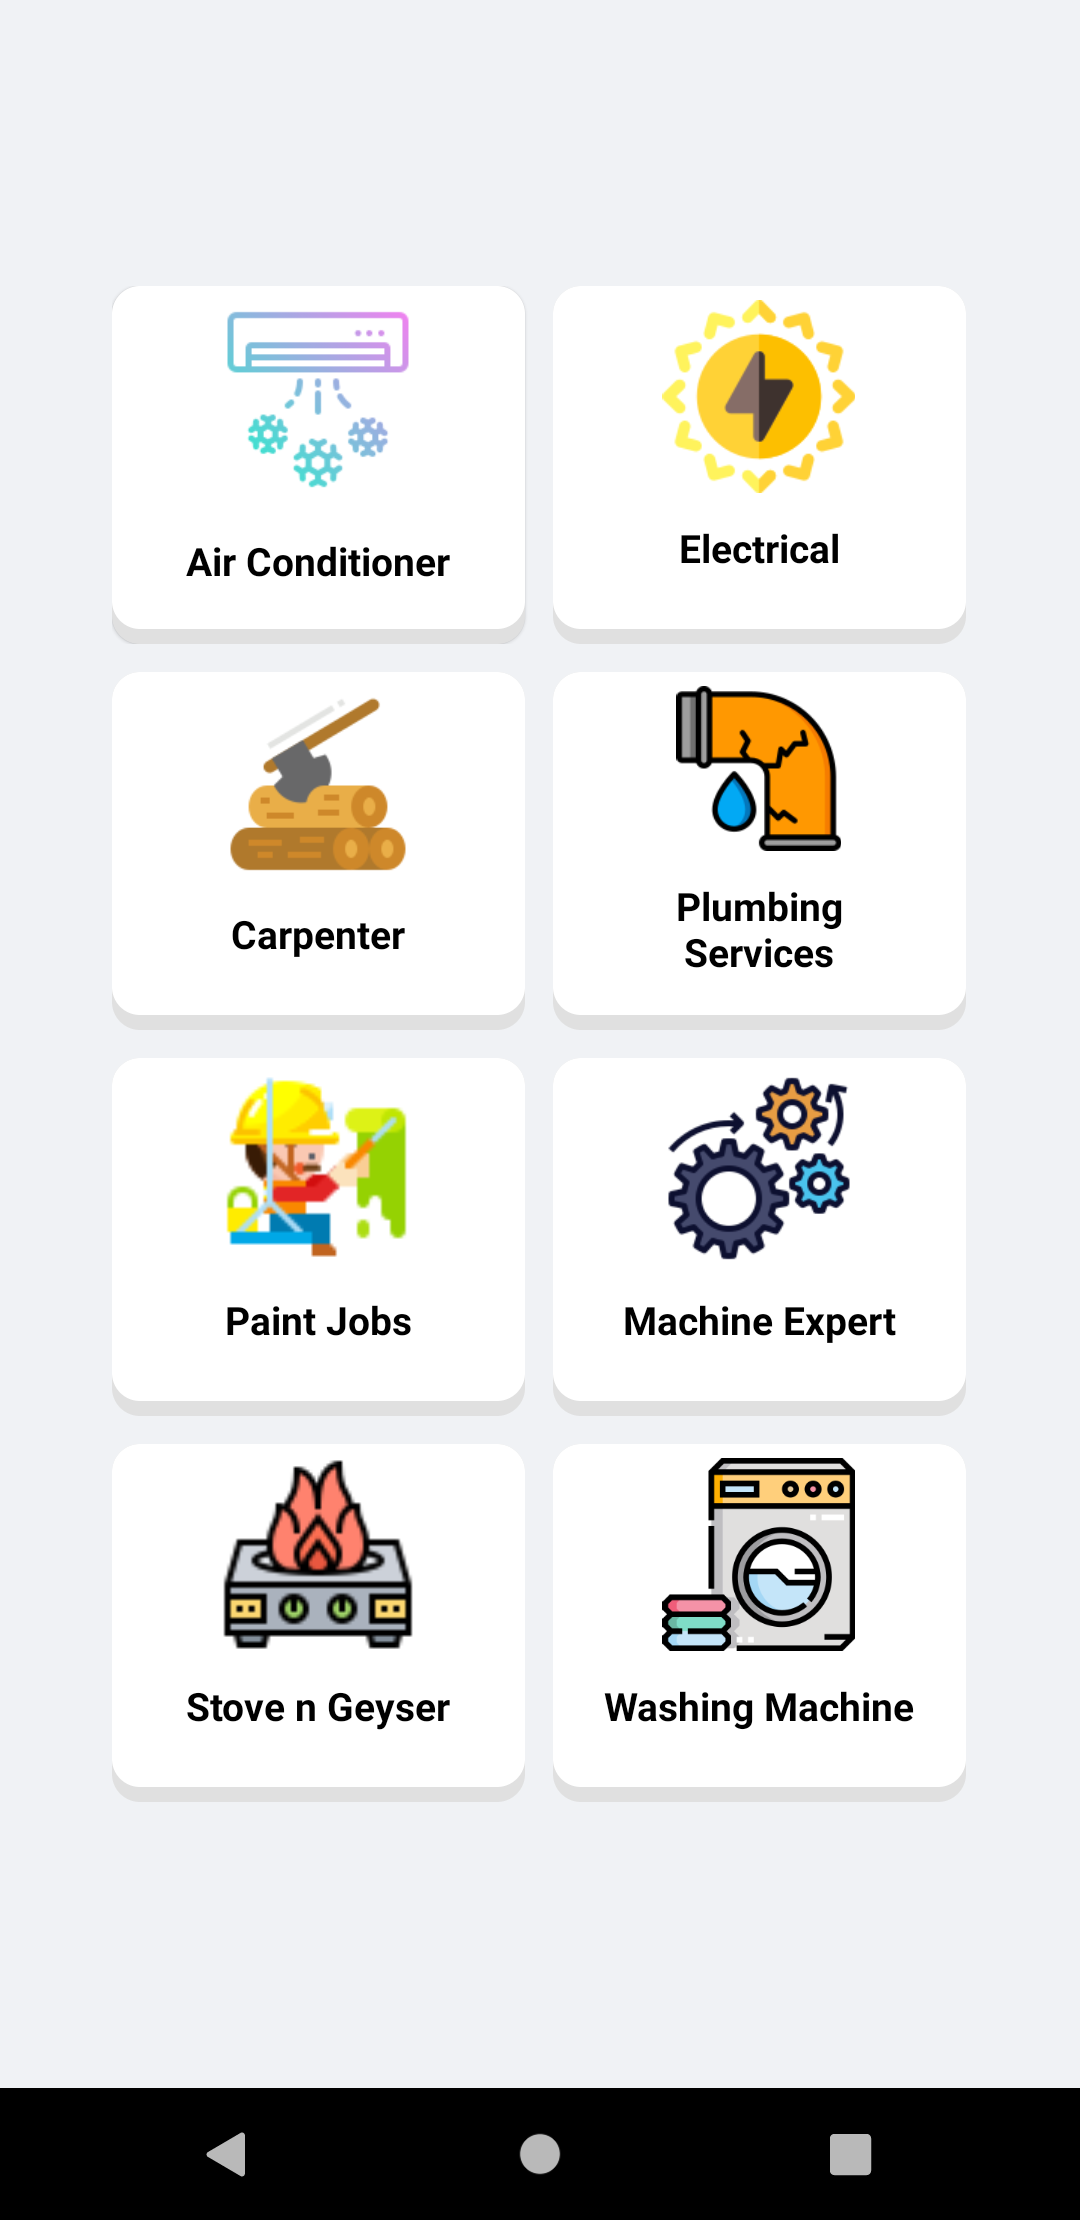 Air Conditioner
Electrical
Carpenter
Plumbing
Services
Paint Jobs
Machine Expert
Stove n Geyser
Washing Machine